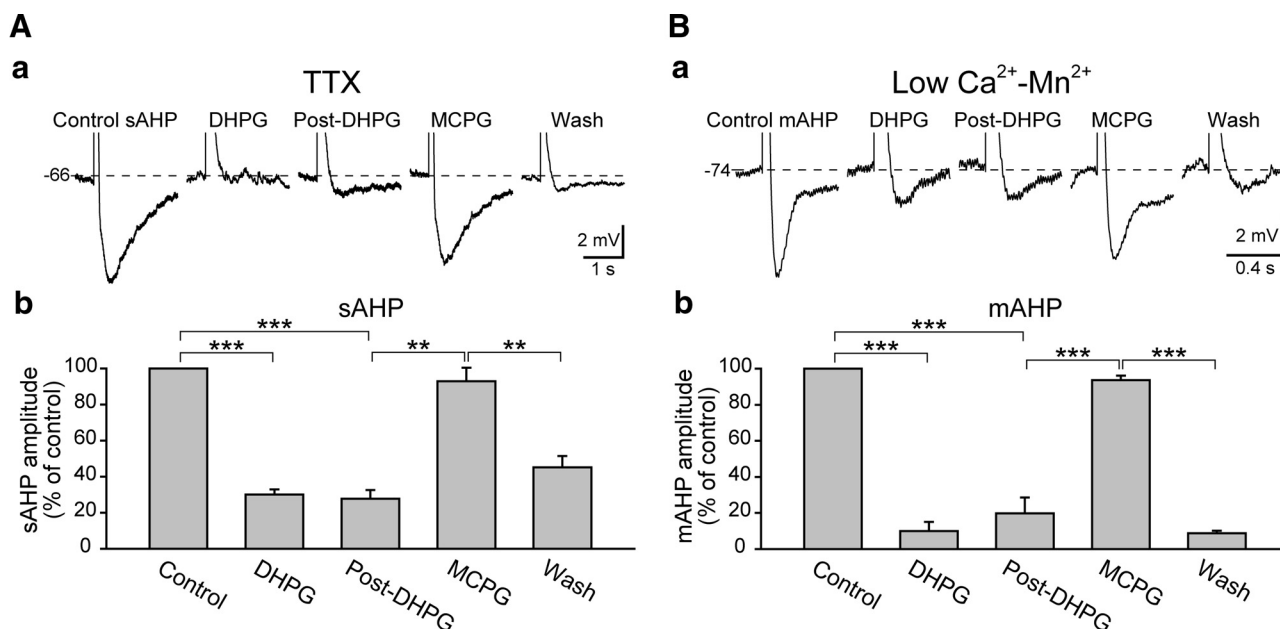 A
a
TTX
Control sAHP DHPG Post-DHPG MCPG Wash
-66
2 mV
1 s
b
sAHP
*** 
*** ** **
sAHP amplitude
(% of control)
100
80
60
40
20
0
Control DHPG Post-DHPG MCPG Wash
B
a
Low Ca2+-Mn2+
Control mAHP DHPG Post-DHPG MCPG Wash
-74
2 mV
0.4 s
b
mAHP
***
*** *** ***
mAHP amplitude
(% of control)
100
80
60
40
20
0
Control DHPG Post-DHPG MCPG Wash